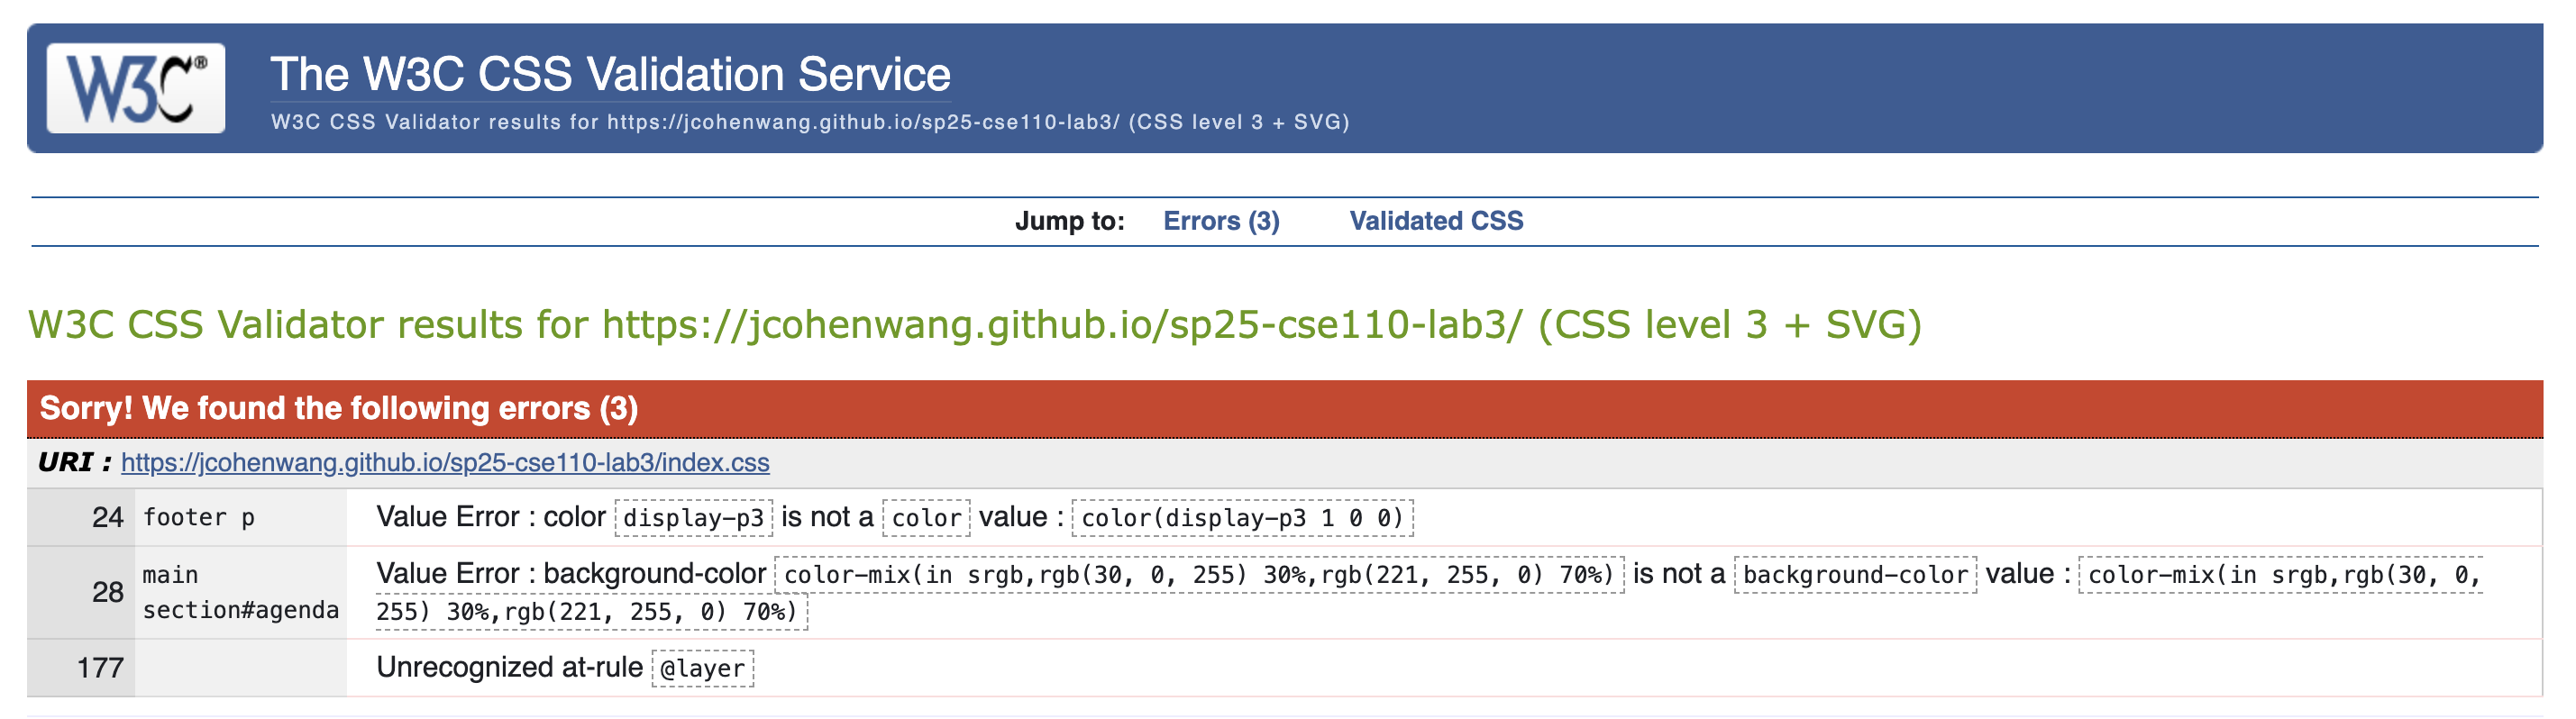 W3C®
The W3C CSS Validation Service
W3C CSS Validator results for https://jcohenwang.github.io/sp25-cse110-lab3/ (CSS level 3 + SVG)
Jump to: Errors (3) Validated CSS
W3C CSS Validator results for https://jcohenwang.github.io/sp25-cse110-lab3/ (CSS level 3 + SVG)
Sorry! We found the following errors (3)
URI : https://jcohenwang.github.io/sp25-cse110-lab3/index.css
24 footer p Value Error : color display-p3 is not a color value : color(display-p3 1 0 0)
28 main section#agenda Value Error : background-color color-mix(in srgb,rgb(30, 0, 255) 30%,rgb(221, 255, 0) 70%) is not a background-color value : color-mix(in srgb,rgb(30, 0,
255) 30%,rgb(221, 255, 0) 70%)
177 Unrecognized at-rule @layer